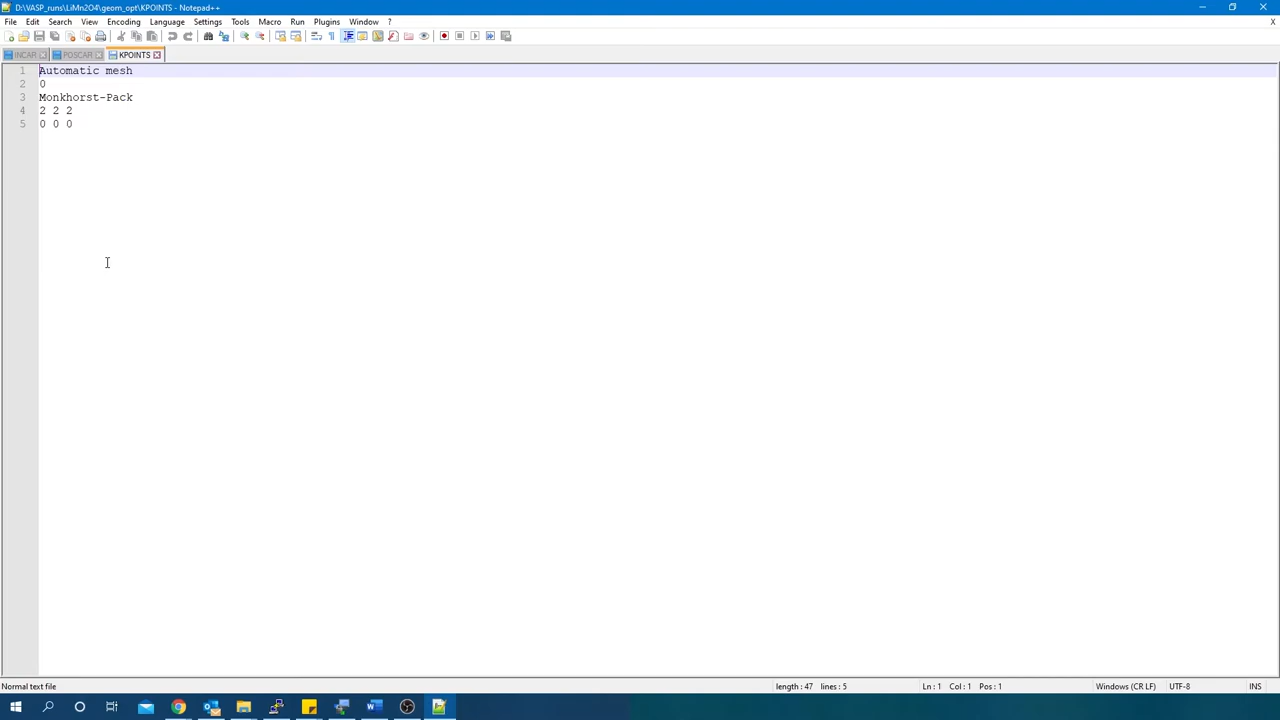 D:\VASP_runs\LiMn2O4\geom_opt\KPOINTS - Notepad++
File Edit Search View Encoding Language Settings Tools Macro Run Plugins Window ? X
INCAR POSCAR KPOINTS
1 Automatic mesh
2 0
3 Monkhorst-Pack
4 2 2 2
5 0 0 0
Normal text file length : 47 lines : 5 Ln : 1 Col : 1 Pos : 1 Windows (CR LF) UTF-8 INS